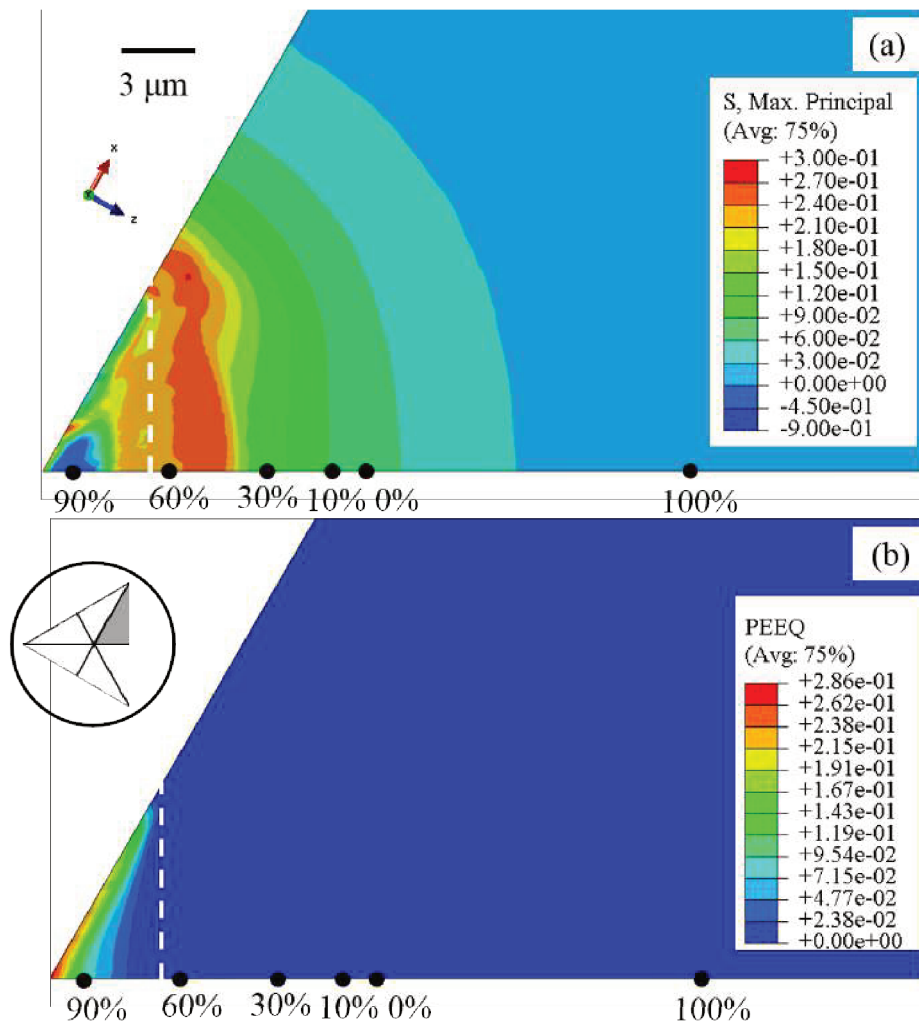 (a)
3 μm
S, Max. Principal
(Avg: 75%)
+3.00e-01
+2.70e-01
+2.40e-01
+2.10e-01
+1.80e-01
+1.50e-01
+1.20e-01
+9.00e-02
+6.00e-02
+3.00e-02
+0.00e+00
-4.50e-01
-9.00e-01
X
Y
Z
90% 60% 30% 10% 0% 100%
(b)
PEEQ
(Avg: 75%)
+2.86e-01
+2.62e-01
+2.38e-01
+2.15e-01
+1.91e-01
+1.67e-01
+1.43e-01
+1.19e-01
+9.54e-02
+7.15e-02
+4.77e-02
+2.38e-02
+0.00e+00
90% 60% 30% 10% 0% 100%